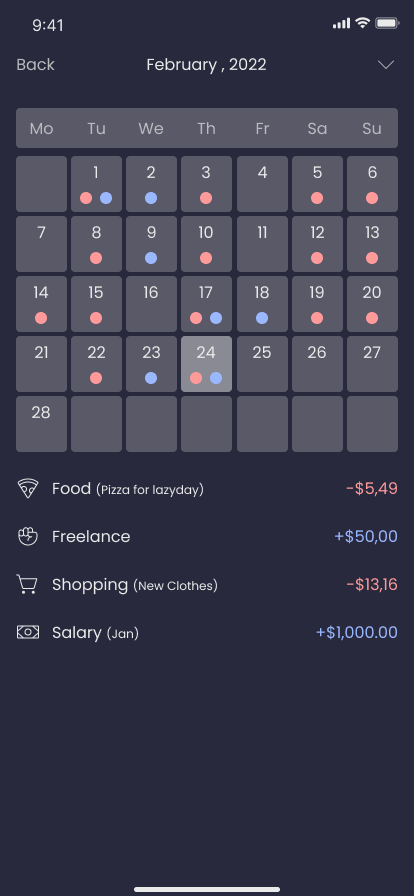 9:41
Back February , 2022
Mo Tu We Th Fr Sa Su
1 2 3 4 5 6
7 8 9 10 11 12 13
14 15 16 17 18 19 20
21 22 23 24 25 26 27
28
Food (Pizza for lazyday) -$5,49
Freelance +$50,00
Shopping (New Clothes) -$13,16
Salary (Jan) +$1,000.00